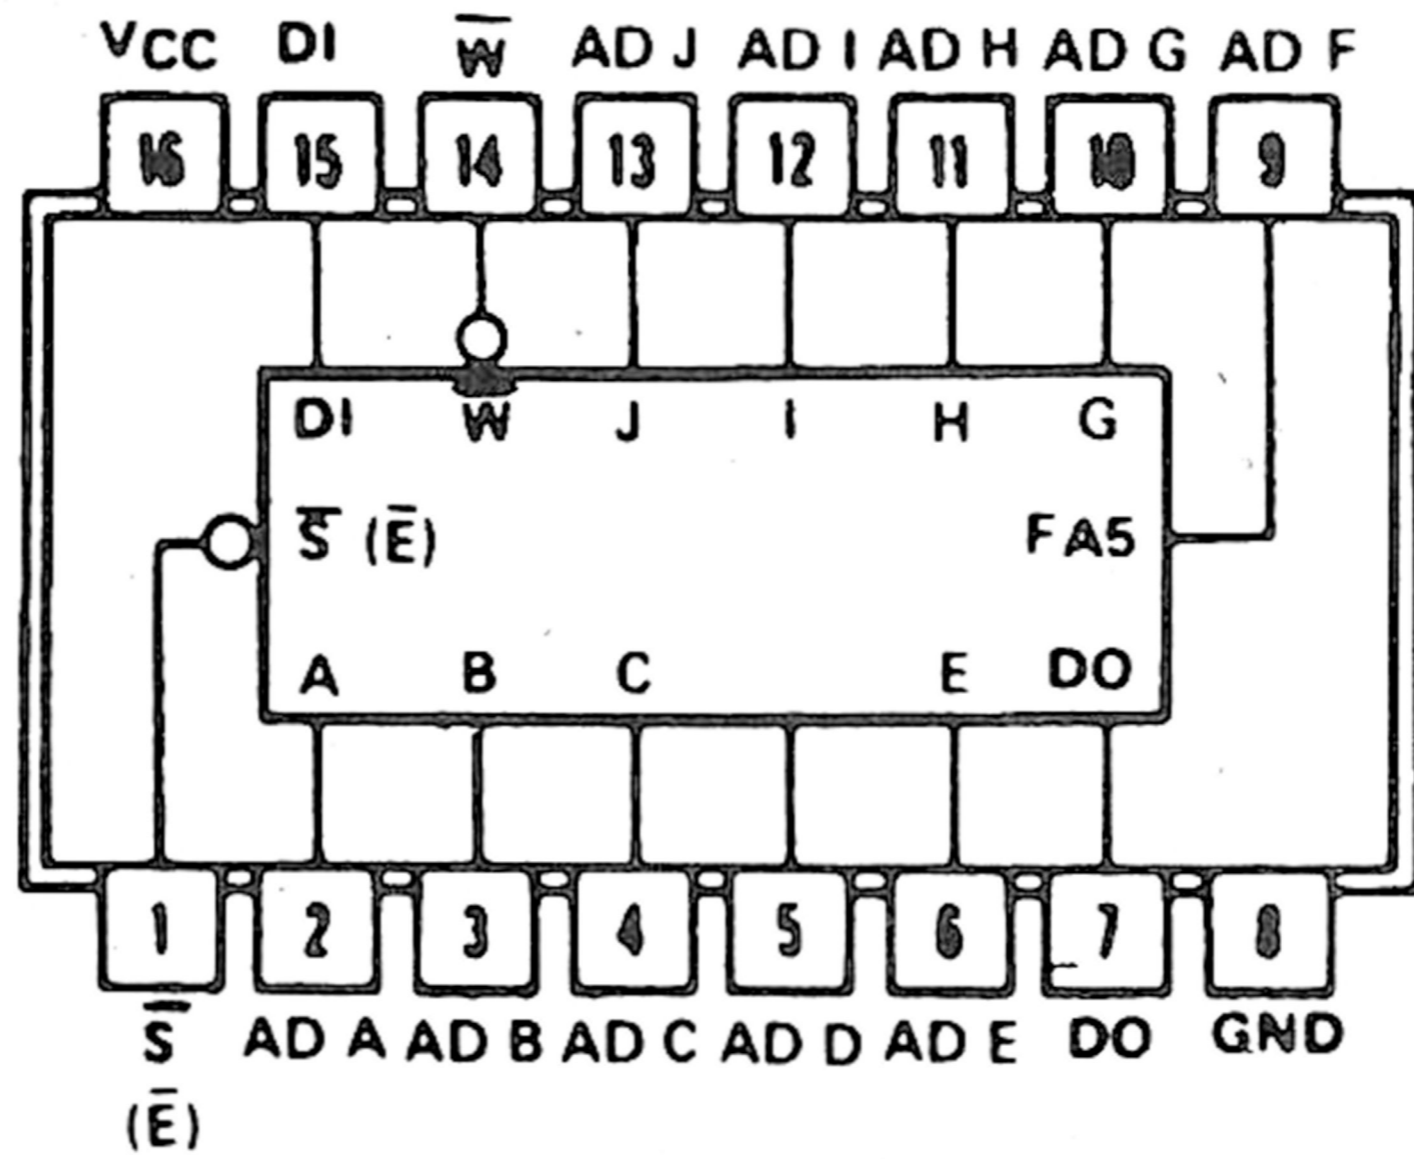 VCC DI W̅ AD J AD I AD H AD G AD F
16 15 14 13 12 11 10 9
DI W J I H G
S̅ (E̅) F A5
A B C E DO
1 2 3 4 5 6 7 8
S̅ AD A AD B AD C AD D AD E DO GND
(E̅)